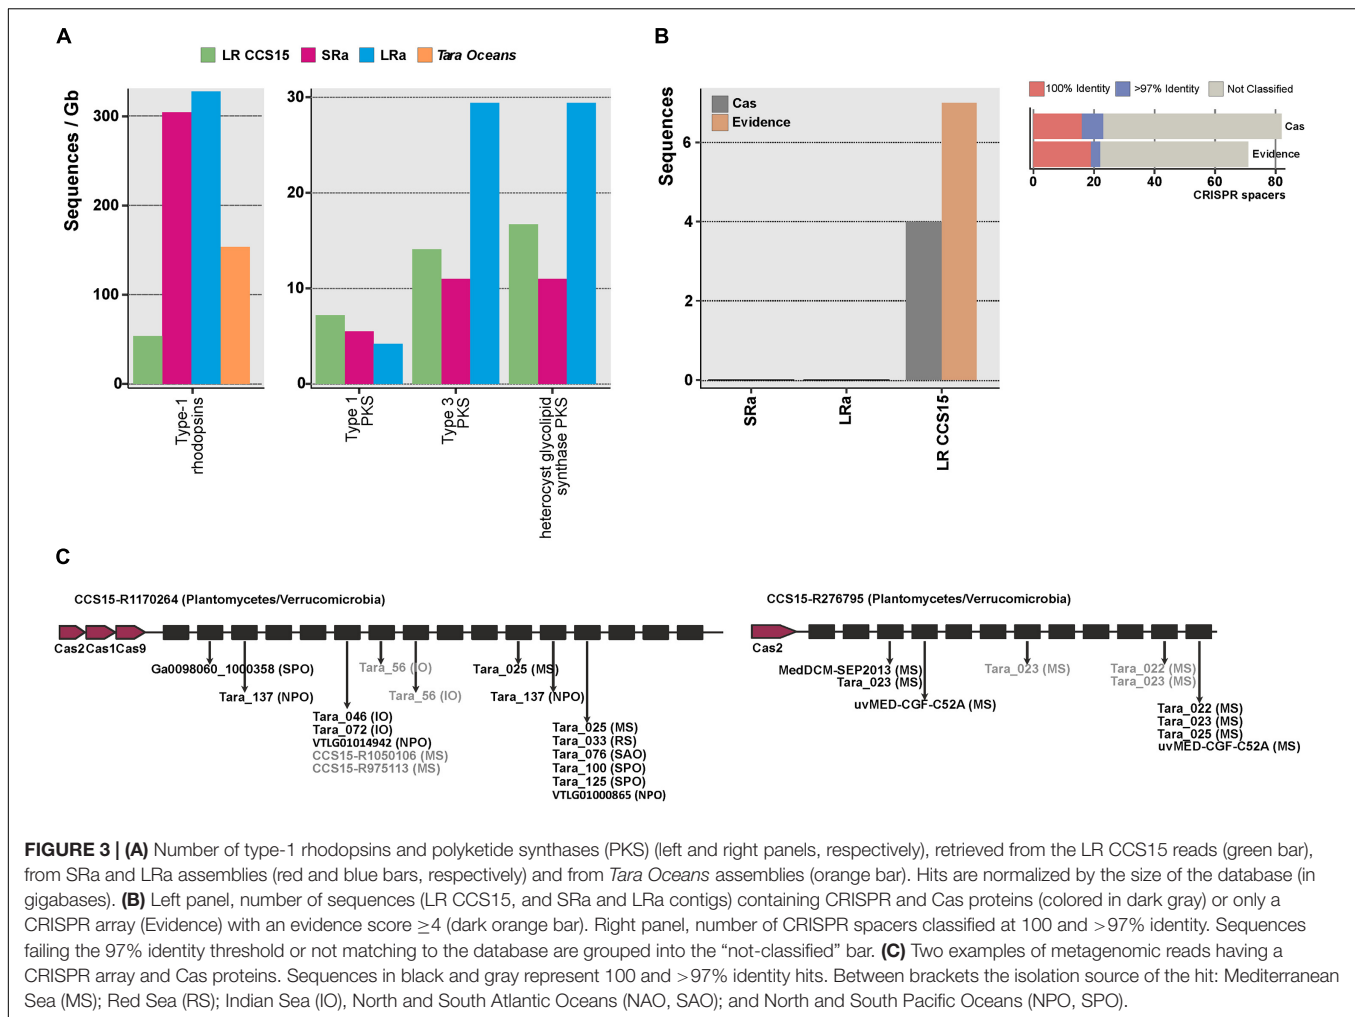 A
LR CCS15 SRa LRa Tara Oceans
Sequences / Gb
300
200
100
0
Type-1
rhodopsins
30
20
10
0
Type 1
PKS
Type 3
PKS
heterocyst glycolipid
synthase PKS
B
Sequences
Cas
Evidence
6
4
2
0
SRa
LRa
LR CCS15
100% Identity >97% Identity Not Classified
Cas
Evidence
0 20 40 60 80
CRISPR spacers
C
CCS15-R1170264 (Plantomycetes/Verrucomicrobia)
Cas2 Cas1 Cas9
Ga0098060_1000358 (SPO)
Tara_137 (NPO)
Tara_046 (IO)
Tara_072 (IO)
VTLG01014942 (NPO)
CCS15-R1050106 (MS)
CCS15-R975113 (MS)
Tara_56 (IO)
Tara_56 (IO)
Tara_025 (MS)
Tara_137 (NPO)
Tara_025 (MS)
Tara_033 (RS)
Tara_076 (SAO)
Tara_100 (SPO)
Tara_125 (SPO)
VTLG01000865 (NPO)
CCS15-R276795 (Plantomycetes/Verrucomicrobia)
Cas2
MedDCM-SEP2013 (MS)
Tara_023 (MS)
uvMED-CGF-C52A (MS)
Tara_023 (MS)
Tara_022 (MS)
Tara_023 (MS)
Tara_022 (MS)
Tara_023 (MS)
Tara_025 (MS)
uvMED-CGF-C52A (MS)
FIGURE 3 | (A) Number of type-1 rhodopsins and polyketide synthases (PKS) (left and right panels, respectively), retrieved from the LR CCS15 reads (green bar),
from SRa and LRa assemblies (red and blue bars, respectively) and from Tara Oceans assemblies (orange bar). Hits are normalized by the size of the database (in
gigabases). (B) Left panel, number of sequences (LR CCS15, and SRa and LRa contigs) containing CRISPR and Cas proteins (colored in dark gray) or only a
CRISPR array (Evidence) with an evidence score ≥4 (dark orange bar). Right panel, number of CRISPR spacers classified at 100 and >97% identity. Sequences
failing the 97% identity threshold or not matching to the database are grouped into the “not-classified” bar. (C) Two examples of metagenomic reads having a
CRISPR array and Cas proteins. Sequences in black and gray represent 100 and >97% identity hits. Between brackets the isolation source of the hit: Mediterranean
Sea (MS); Red Sea (RS); Indian Sea (IO), North and South Atlantic Oceans (NAO, SAO); and North and South Pacific Oceans (NPO, SPO).